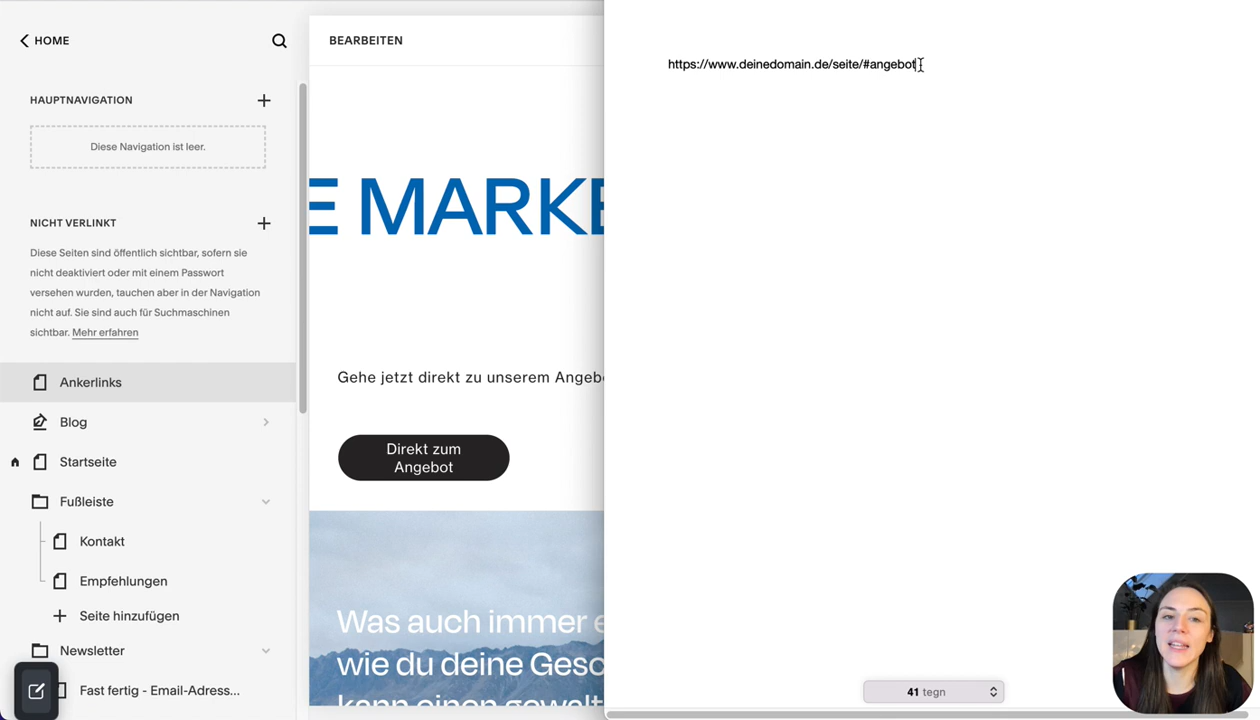 HOME
HAUPTNAVIGATION
Diese Navigation ist leer.
NICHT VERLINKT
Diese Seiten sind öffentlich sichtbar, sofern sie
nicht deaktiviert oder mit einem Passwort
versehen wurden, tauchen aber in der Navigation
nicht auf. Sie sind auch für Suchmaschinen
sichtbar. Mehr erfahren
Ankerlinks
Blog
Startseite
Fußleiste
Kontakt
Empfehlungen
Seite hinzufügen
Newsletter
Fast fertig - Email-Adress...
BEARBEITEN
E MARKE
Gehe jetzt direkt zu unserem Angebo
Direkt zum
Angebot
Was auch immer e
wie du deine Gesc
kann einen gewalt
https://www.deinedomain.de/seite/#angebot
41 tegn